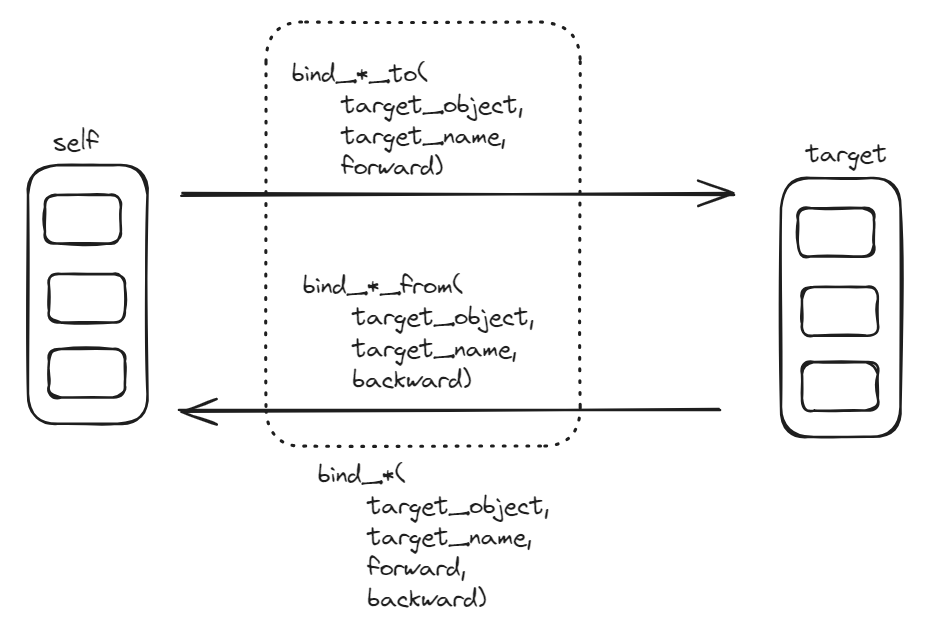 self
bind_*_to(
target_object,
target_name,
forward)
target
bind_*_from(
target_object,
target_name,
backward)
bind_*(
target_object,
target_name,
forward,
backward)